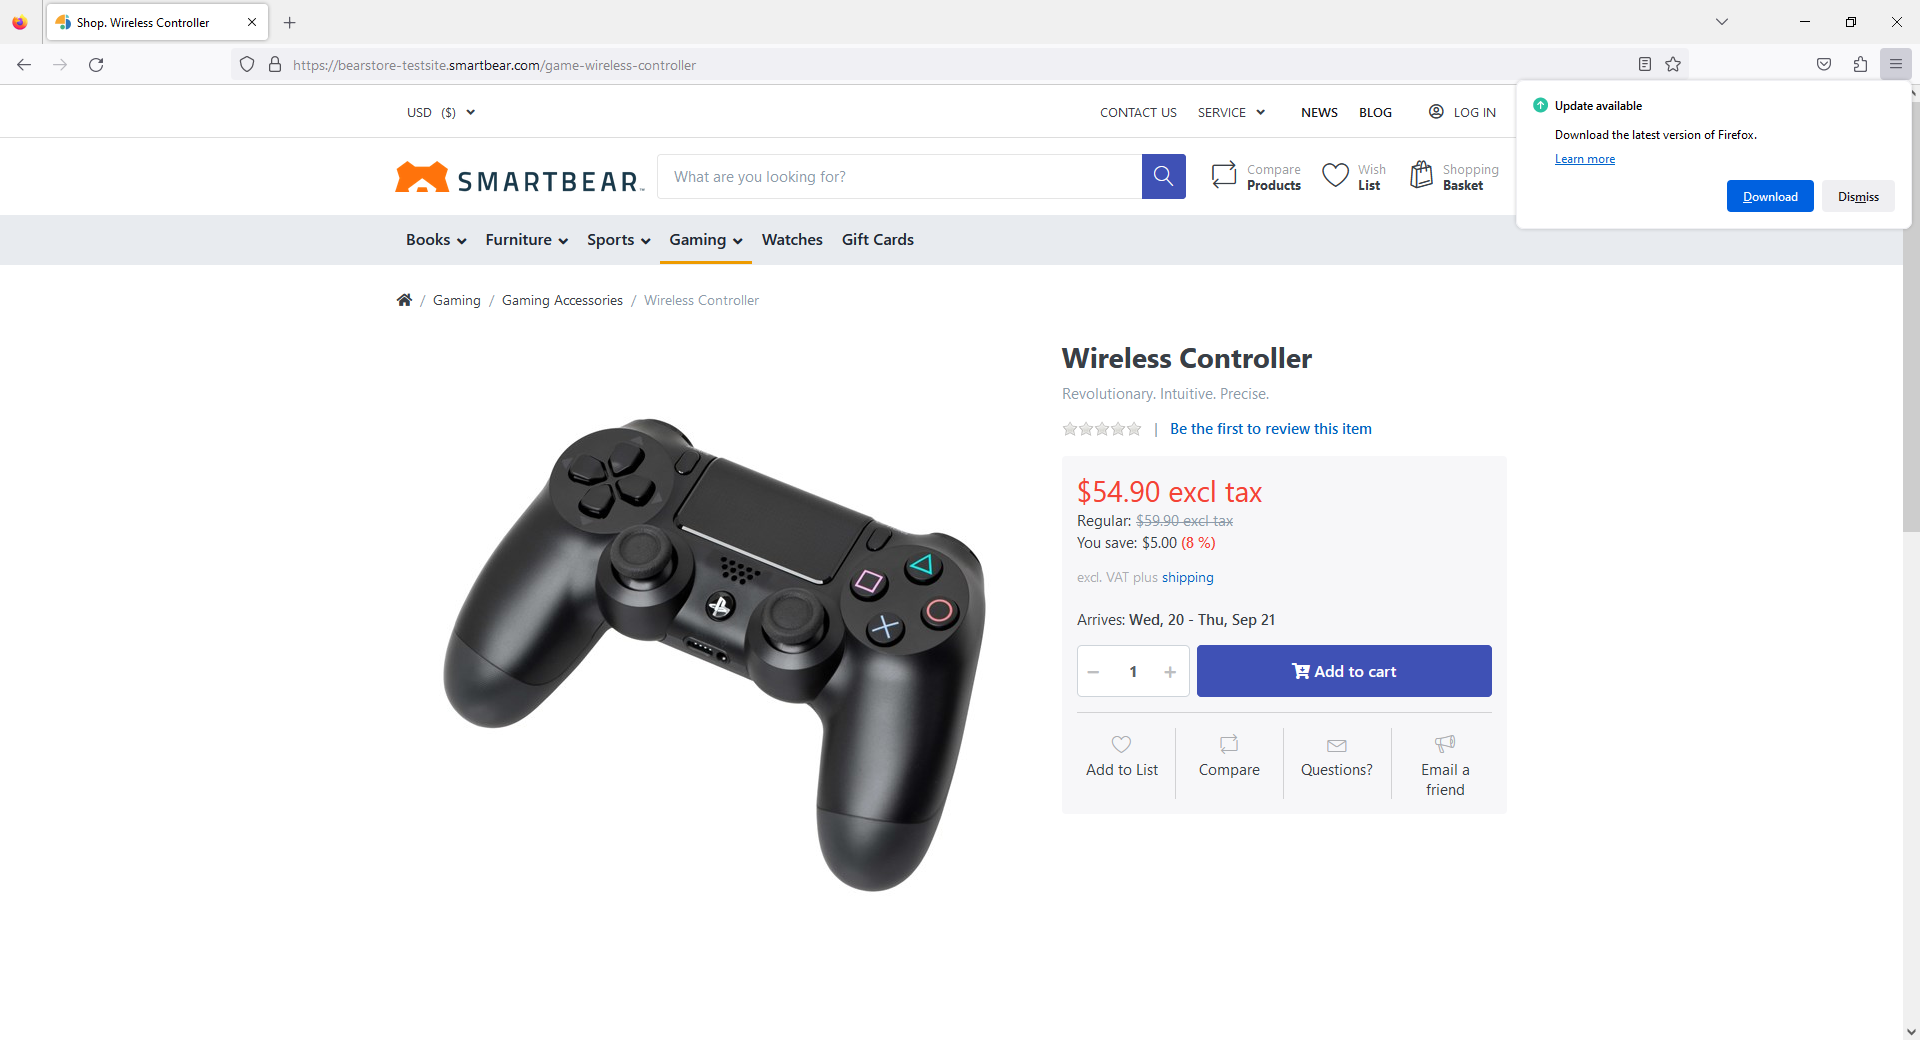 Shop. Wireless Controller
https://bearstore-testsite.smartbear.com/game-wireless-controller
Update available
Download the latest version of Firefox.
Learn more
Download
Dismiss
USD ($)
CONTACT US
SERVICE
NEWS
BLOG
LOG IN
SMARTBEAR
What are you looking for?
Compare
Products
Wish
List
Shopping
Basket
Books
Furniture
Sports
Gaming
Watches
Gift Cards
/ Gaming / Gaming Accessories / Wireless Controller
Wireless Controller
Revolutionary. Intuitive. Precise.
| Be the first to review this item
$54.90 excl tax
Regular: $59.90 excl tax
You save: $5.00 (8 %)
excl. VAT plus shipping
Arrives: Wed, 20 - Thu, Sep 21
− 1 +
Add to cart
Add to List
Compare
Questions?
Email a
friend